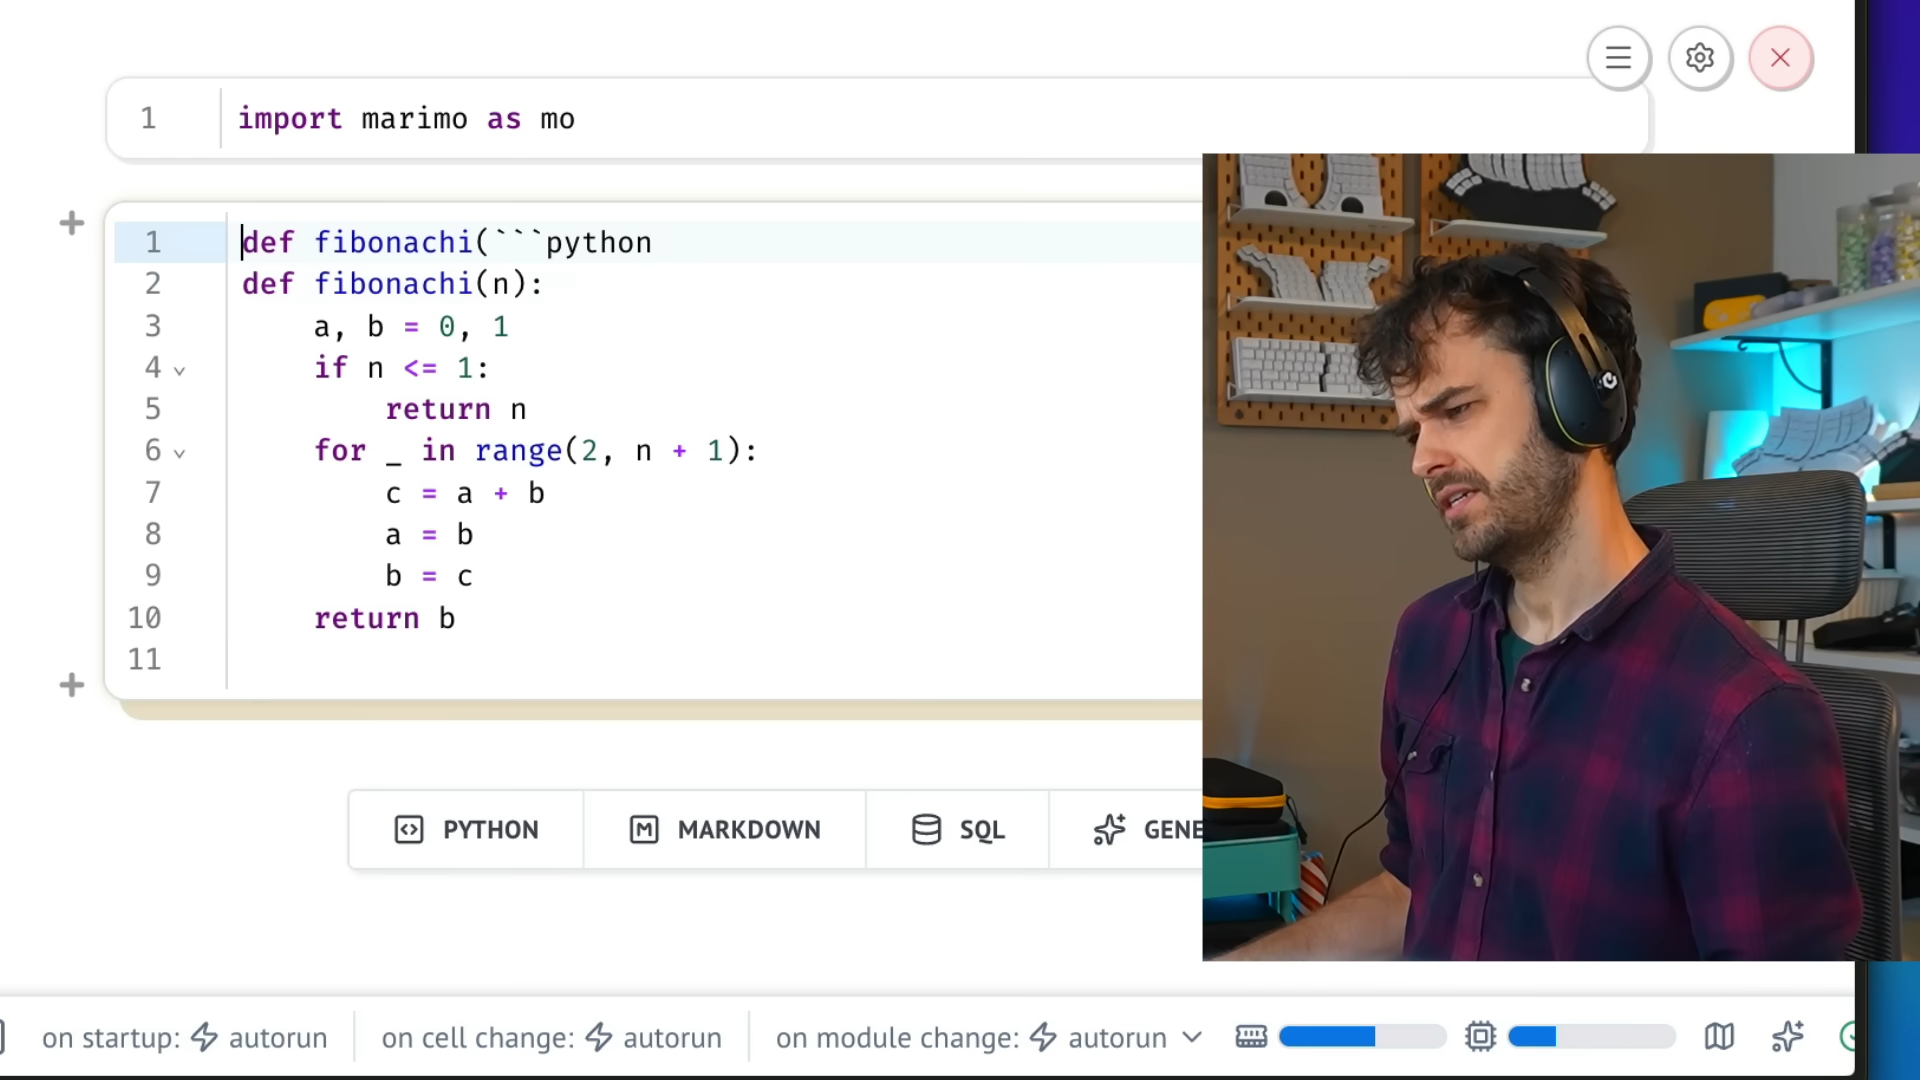 1 import marimo as mo
1 def fibonachi(```python
2 def fibonachi(n):
3 a, b = 0, 1
4 if n <= 1:
5 return n
6 for _ in range(2, n + 1):
7 c = a + b
8 a = b
9 b = c
10 return b
11
PYTHON MARKDOWN SQL GENE
on startup: autorun on cell change: autorun on module change: autorun